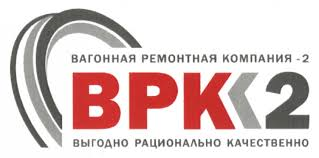 ВАГОННАЯ РЕМОНТНАЯ КОМПАНИЯ - 2
ВРК 2
ВЫГОДНО РАЦИОНАЛЬНО КАЧЕСТВЕННО